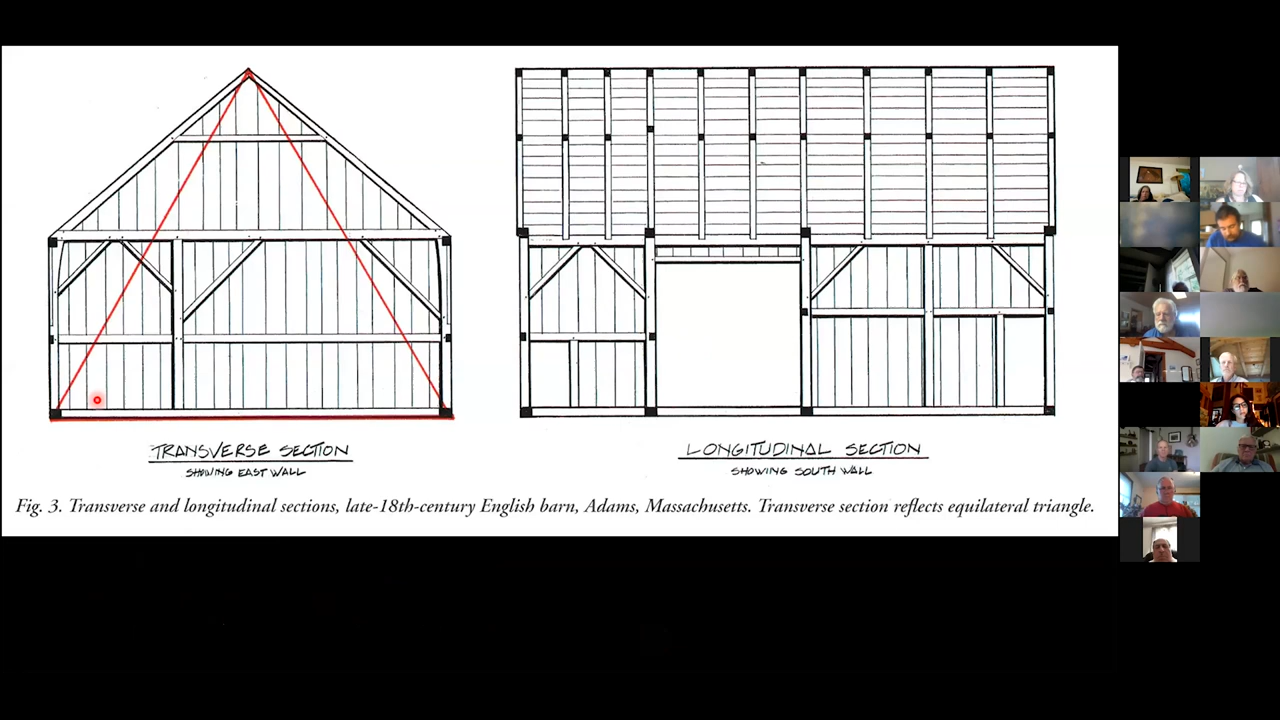 TRANSVERSE SECTION
SHOWING EAST WALL
LONGITUDINAL SECTION
SHOWING SOUTH WALL
Fig. 3. Transverse and longitudinal sections, late-18th-century English barn, Adams, Massachusetts. Transverse section reflects equilateral triangle.